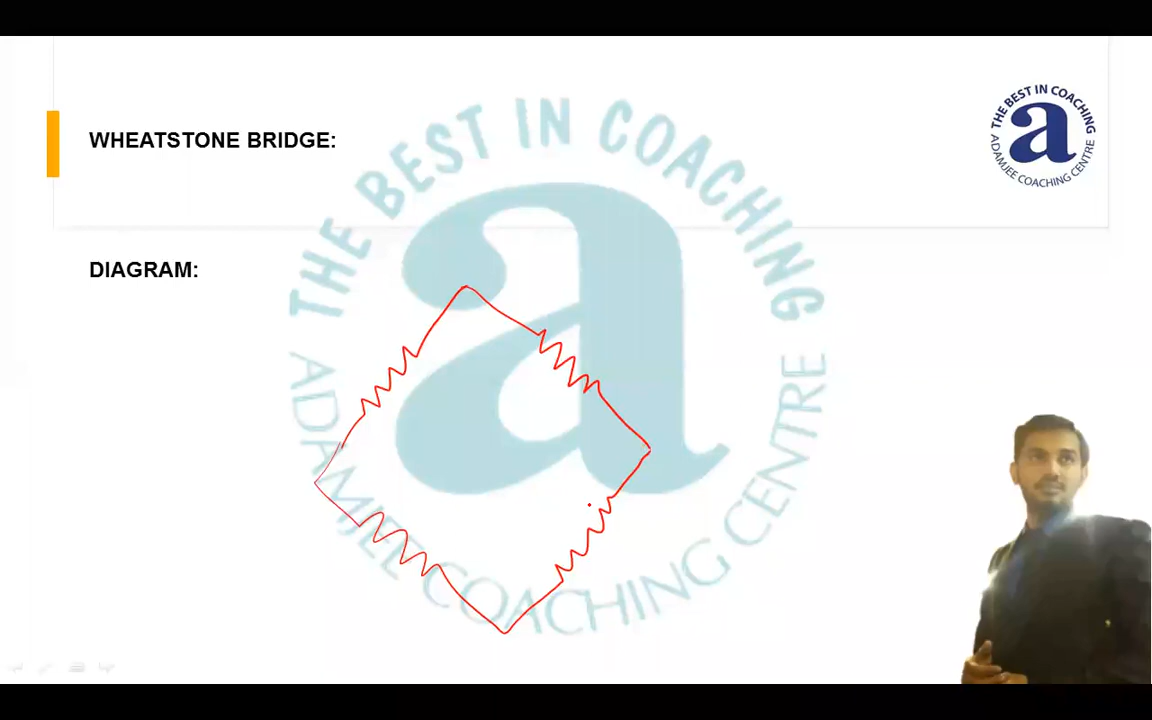 WHEATSTONE BRIDGE:
THE BEST IN COACHING
a
ADAMJEE COACHING CENTRE
DIAGRAM:
THE BEST IN COACHING
a
ADAMJEE COACHING CENTRE